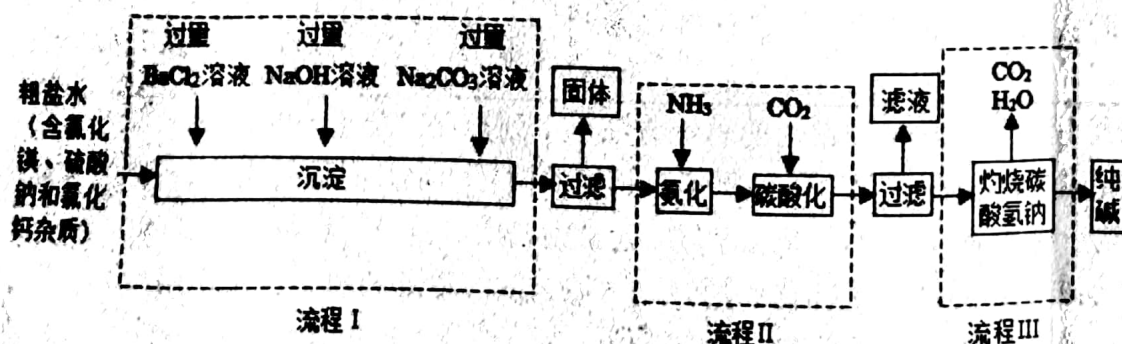 过量 过量 过量
BaCl2溶液 NaOH溶液 Na2CO3溶液
粗盐水
（含氯化
镁、硫酸
钠和氯化
钙杂质）
沉淀
流程 I
固体
过滤
NH3 CO2
氨化 碳酸化
流程II
滤液
过滤
CO2
H2O
灼烧碳
酸氢钠
流程III
纯
碱